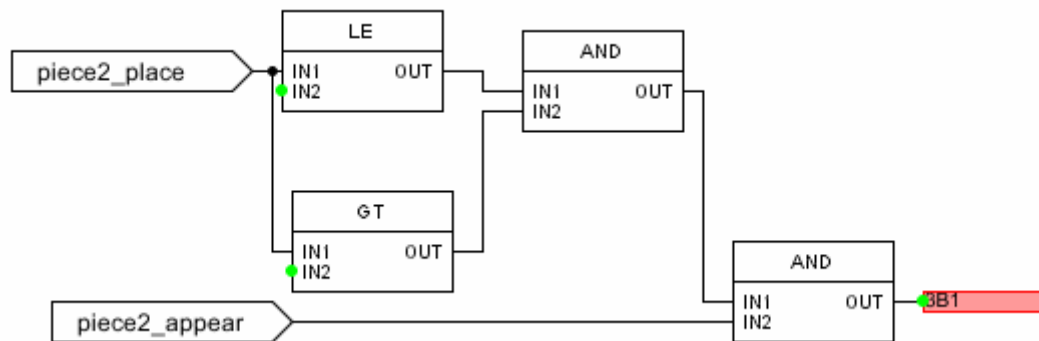 LE
piece2_place
IN1 OUT
IN2
AND
IN1 OUT
IN2
GT
IN1 OUT
IN2
AND
IN1 OUT
IN2
piece2_appear
3B1